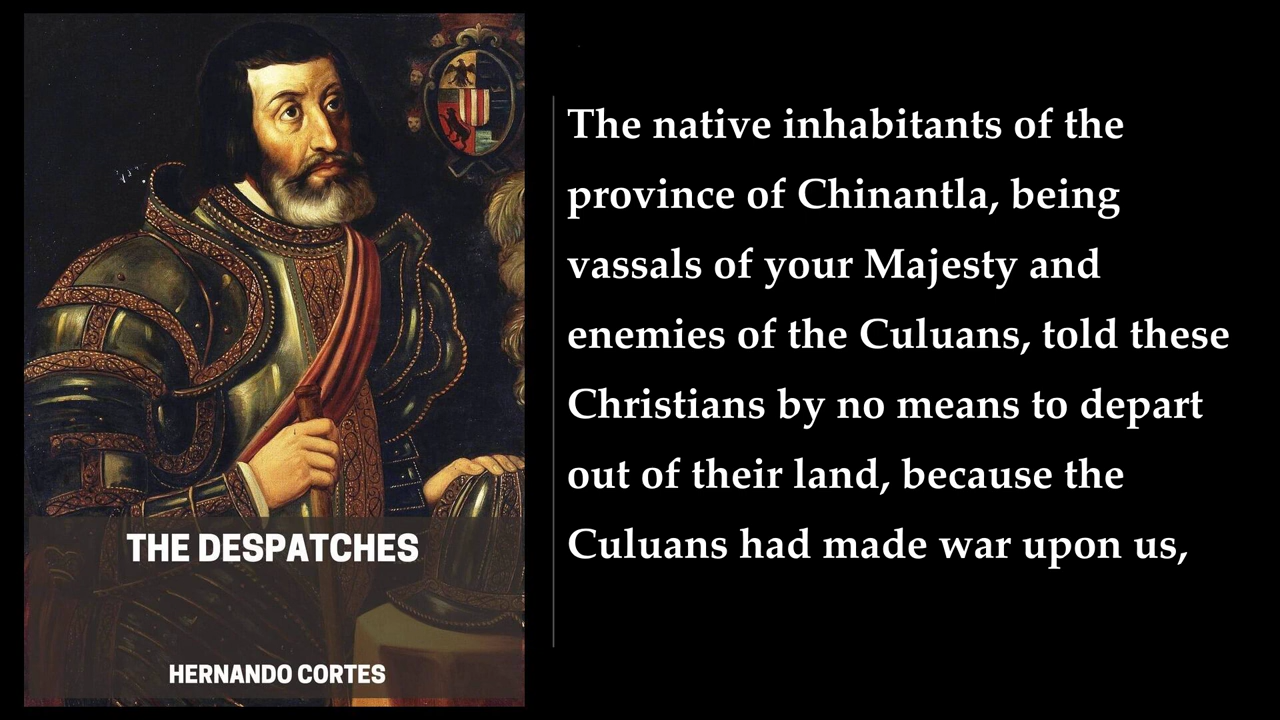 THE DESPATCHES
HERNANDO CORTES
The native inhabitants of the
province of Chinantla, being
vassals of your Majesty and
enemies of the Culuans, told these
Christians by no means to depart
out of their land, because the
Culuans had made war upon us,